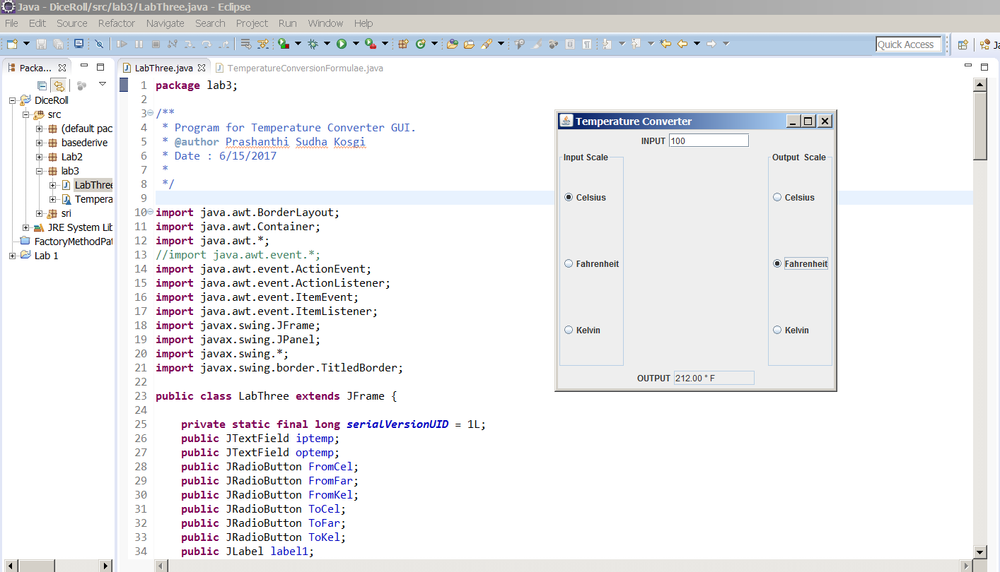 Java - DiceRoll/src/lab3/LabThree.java - Eclipse
File Edit Source Refactor Navigate Search Project Run Window Help
Quick Access
Packa...
LabThree.java
TemperatureConversionFormulae.java
DiceRoll
src
(default pac
basederive
Lab2
lab3
LabThree
Tempera
sri
JRE System Lib
FactoryMethodPat
Lab 1
1 package lab3;
2
3 /**
4 * Program for Temperature Converter GUI.
5 * @author Prashanthi Sudha Kosgi
6 * Date : 6/15/2017
7 *
8 */
9
10 import java.awt.BorderLayout;
11 import java.awt.Container;
12 import java.awt.*;
13 //import java.awt.event.*;
14 import java.awt.event.ActionEvent;
15 import java.awt.event.ActionListener;
16 import java.awt.event.ItemEvent;
17 import java.awt.event.ItemListener;
18 import javax.swing.JFrame;
19 import javax.swing.JPanel;
20 import javax.swing.*;
21 import javax.swing.border.TitledBorder;
22
23 public class LabThree extends JFrame {
24
25 private static final long serialVersionUID = 1L;
26 public JTextField iptemp;
27 public JTextField optemp;
28 public JRadioButton FromCel;
29 public JRadioButton FromFar;
30 public JRadioButton FromKel;
31 public JRadioButton ToCel;
32 public JRadioButton ToFar;
33 public JRadioButton ToKel;
34 public JLabel label1;
Temperature Converter
INPUT 100
Input Scale
Celsius
Fahrenheit
Kelvin
Output Scale
Celsius
Fahrenheit
Kelvin
OUTPUT 212.00 ° F